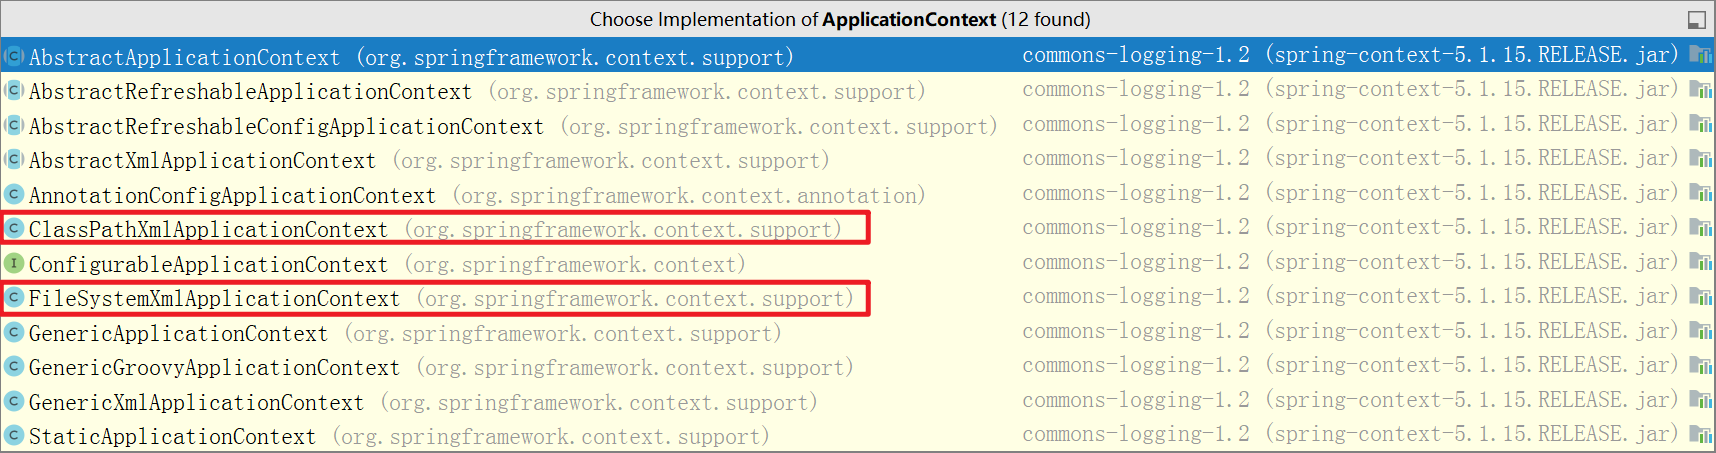 Choose Implementation of ApplicationContext (12 found)
AbstractApplicationContext (org.springframework.context.support) commons-logging-1.2 (spring-context-5.1.15.RELEASE.jar)
AbstractRefreshableApplicationContext (org.springframework.context.support) commons-logging-1.2 (spring-context-5.1.15.RELEASE.jar)
AbstractRefreshableConfigApplicationContext (org.springframework.context.support) commons-logging-1.2 (spring-context-5.1.15.RELEASE.jar)
AbstractXmlApplicationContext (org.springframework.context.support) commons-logging-1.2 (spring-context-5.1.15.RELEASE.jar)
AnnotationConfigApplicationContext (org.springframework.context.annotation) commons-logging-1.2 (spring-context-5.1.15.RELEASE.jar)
ClassPathXmlApplicationContext (org.springframework.context.support) commons-logging-1.2 (spring-context-5.1.15.RELEASE.jar)
ConfigurableApplicationContext (org.springframework.context) commons-logging-1.2 (spring-context-5.1.15.RELEASE.jar)
FileSystemXmlApplicationContext (org.springframework.context.support) commons-logging-1.2 (spring-context-5.1.15.RELEASE.jar)
GenericApplicationContext (org.springframework.context.support) commons-logging-1.2 (spring-context-5.1.15.RELEASE.jar)
GenericGroovyApplicationContext (org.springframework.context.support) commons-logging-1.2 (spring-context-5.1.15.RELEASE.jar)
GenericXmlApplicationContext (org.springframework.context.support) commons-logging-1.2 (spring-context-5.1.15.RELEASE.jar)
StaticApplicationContext (org.springframework.context.support) commons-logging-1.2 (spring-context-5.1.15.RELEASE.jar)